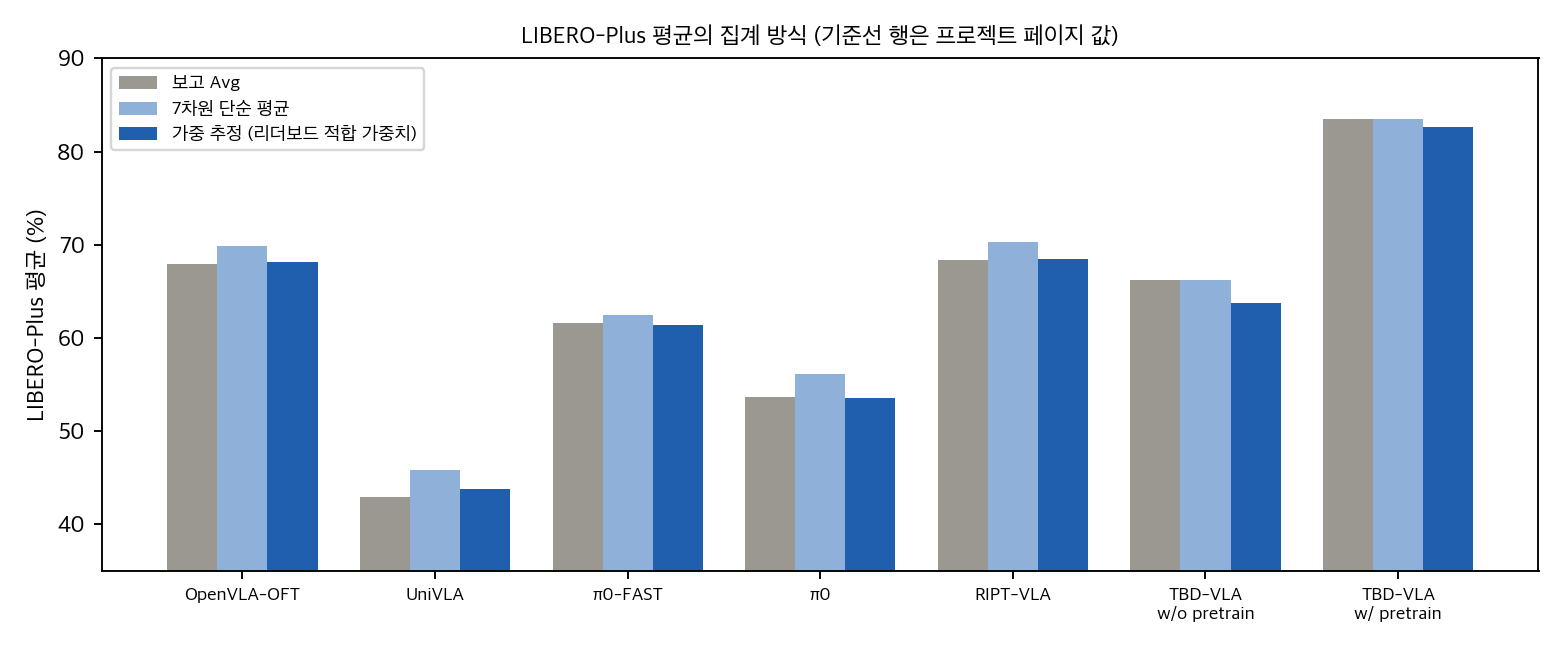 LIBERO-Plus 평균의 집계 방식 (기준선 행은 프로젝트 페이지 값)
보고 Avg
7차원 단순 평균
가중 추정 (리더보드 적합 가중치)
LIBERO-Plus 평균 (%)
90
80
70
60
50
40
OpenVLA-OFT
UniVLA
π0-FAST
π0
RIPT-VLA
TBD-VLA
w/o pretrain
TBD-VLA
w/ pretrain